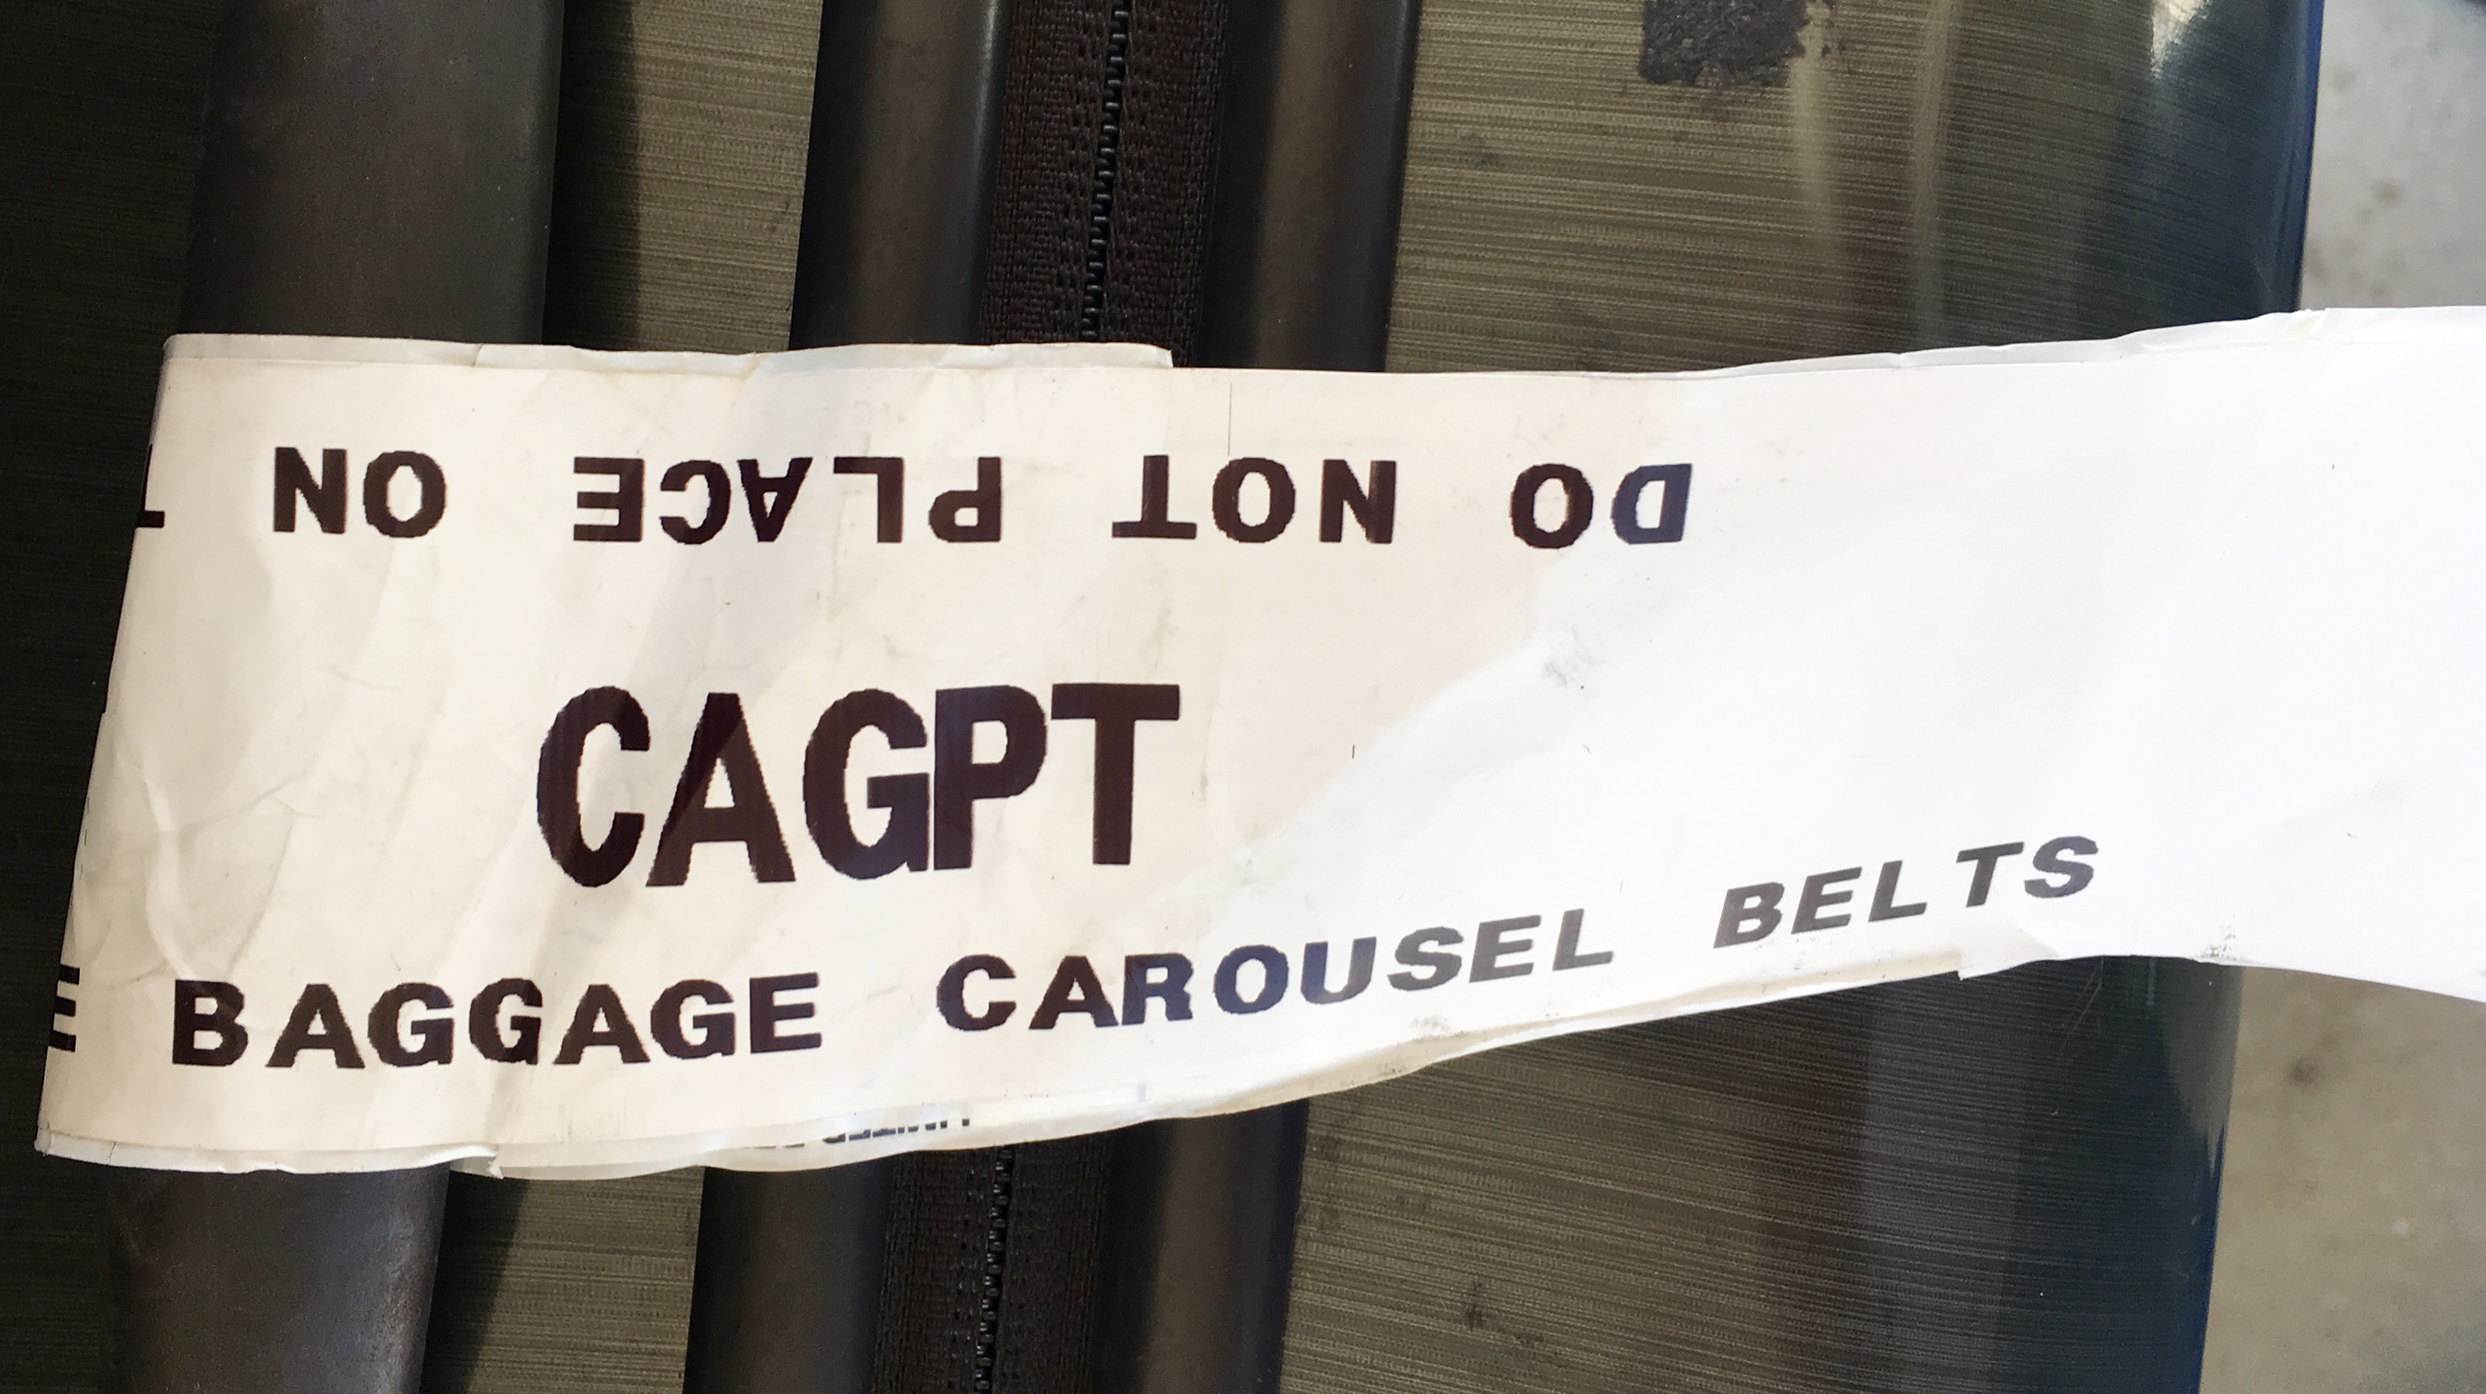 DO NOT PLACE ON
CAGPT
BAGGAGE CAROUSEL BELTS